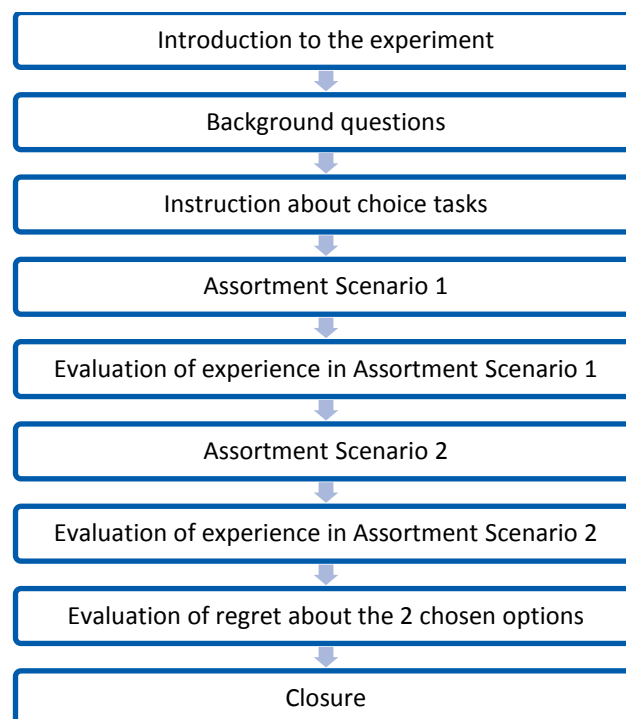 Introduction to the experiment
Background questions
Instruction about choice tasks
Assortment Scenario 1
Evaluation of experience in Assortment Scenario 1
Assortment Scenario 2
Evaluation of experience in Assortment Scenario 2
Evaluation of regret about the 2 chosen options
Closure